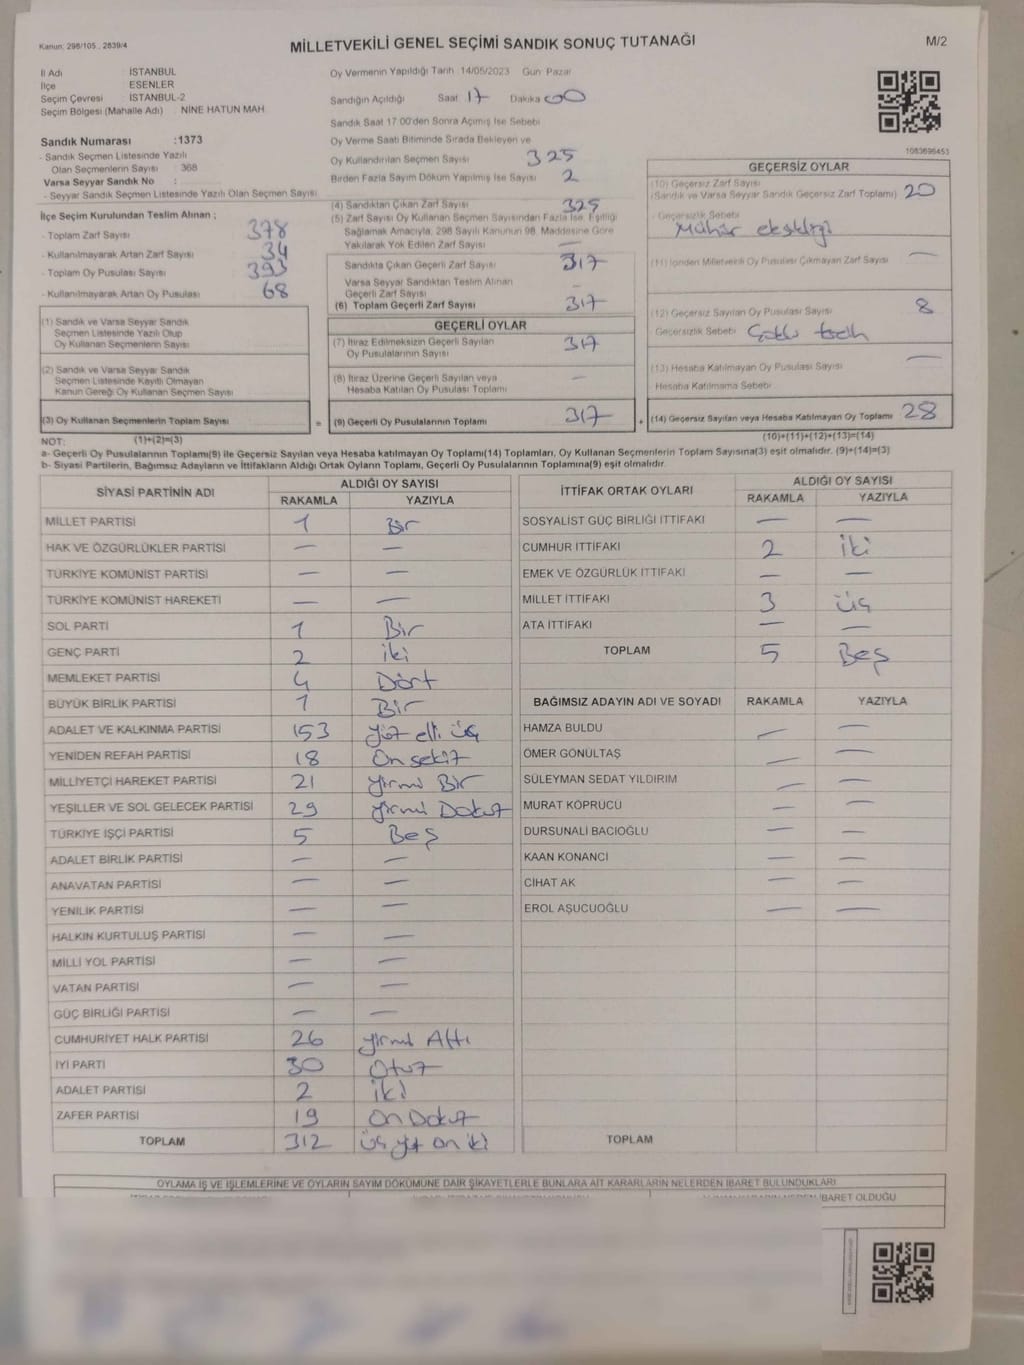 Kanun: 298/105 , 2839/4
MİLLETVEKİLİ GENEL SEÇİMİ SANDIK SONUÇ TUTANAĞI
M/2
İl Adı İSTANBUL
İlçe ESENLER
Seçim Çevresi İSTANBUL-2
Seçim Bölgesi (Mahalle Adı) : NİNE HATUN MAH.
Sandık Numarası :1373
- Sandık Seçmen Listesinde Yazılı
Olan Seçmenlerin Sayısı : 368
Varsa Seyyar Sandık No :
- Seyyar Sandık Seçmen Listesinde Yazılı Olan Seçmen Sayısı
Oy Vermenin Yapıldığı Tarih :14/05/2023 Gün: Pazar
Sandığın Açıldığı Saat 17 Dakika 00
Sandık Saat 17:00'den Sonra Açılmış İse Sebebi
Oy Verme Saati Bitiminde Sırada Bekleyen ve
Oy Kullandırılan Seçmen Sayısı 325
Birden Fazla Sayım Döküm Yapılmış İse Sayısı 2
1083696453
İlçe Seçim Kurulundan Teslim Alınan ;
- Toplam Zarf Sayısı 378
- Kullanılmayarak Artan Zarf Sayısı 34
- Toplam Oy Pusulası Sayısı 393
- Kullanılmayarak Artan Oy Pusulası 68
(4) Sandıktan Çıkan Zarf Sayısı 325
(5) Zarf Sayısı Oy Kullanan Seçmen Sayısından Fazla İse, Eşitliği
Sağlamak Amacıyla, 298 Sayılı Kanunun 98. Maddesine Göre
Yakılarak Yok Edilen Zarf Sayısı —
Sandıkta Çıkan Geçerli Zarf Sayısı 317
Varsa Seyyar Sandıktan Teslim Alınan
Geçerli Zarf Sayısı
(6) Toplam Geçerli Zarf Sayısı 317
GEÇERLİ OYLAR
(7) İtiraz Edilmeksizin Geçerli Sayılan
Oy Pusulalarının Sayısı 317
(8) İtiraz Üzerine Geçerli Sayılan veya
Hesaba Katılan Oy Pusulası Toplamı —
(9) Geçerli Oy Pusulalarının Toplamı 317
GEÇERSİZ OYLAR
(10) Geçersiz Zarf Sayısı
(Sandık ve Varsa Seyyar Sandık Geçersiz Zarf Toplamı) 20
- Geçersizlik Sebebi
Mühür eksikliği
(11) İçinden Milletvekili Oy Pusulası Çıkmayan Zarf Sayısı —
(12) Geçersiz Sayılan Oy Pusulası Sayısı 8
Geçersizlik Sebebi
(13) Hesaba Katılmayan Oy Pusulası Sayısı —
Hesaba Katılmama Sebebi
(14) Geçersiz Sayılan veya Hesaba Katılmayan Oy Toplamı 28
(10)+(11)+(12)+(13)=(14)
(1) Sandık ve Varsa Seyyar Sandık
Seçmen Listesinde Yazılı Olup
Oy Kullanan Seçmenlerin Sayısı
(2) Sandık ve Varsa Seyyar Sandık
Seçmen Listesinde Kayıtlı Olmayan
Kanun Gereği Oy Kullanan Seçmen Sayısı
(3) Oy Kullanan Seçmenlerin Toplam Sayısı
NOT: (1)+(2)=(3)
a- Geçerli Oy Pusulalarının Toplamı(9) ile Geçersiz Sayılan veya Hesaba katılmayan Oy Toplamı(14) Toplamları, Oy Kullanan Seçmenlerin Toplam Sayısına(3) eşit olmalıdır. (9)+(14)=(3)
b- Siyasi Partilerin, Bağımsız Adayların ve İttifakların Aldığı Ortak Oyların Toplamı, Geçerli Oy Pusulalarının Toplamına(9) eşit olmalıdır.
SİYASİ PARTİNİN ADI ALDIĞI OY SAYISI
RAKAMLA YAZIYLA
MİLLET PARTİSİ 1 Bir
HAK VE ÖZGÜRLÜKLER PARTİSİ — —
TÜRKİYE KOMÜNİST PARTİSİ — —
TÜRKİYE KOMÜNİST HAREKETİ — —
SOL PARTİ 1 Bir
GENÇ PARTİ 2 iki
MEMLEKET PARTİSİ 4 Dört
BÜYÜK BİRLİK PARTİSİ 1 Bir
ADALET VE KALKINMA PARTİSİ 153 yüz elli üç
YENİDEN REFAH PARTİSİ 18 On sekiz
MİLLİYETÇİ HAREKET PARTİSİ 21 yirmi Bir
YEŞİLLER VE SOL GELECEK PARTİSİ 29 yirmi Dokuz
TÜRKİYE İŞÇİ PARTİSİ 5 Beş
ADALET BİRLİK PARTİSİ — —
ANAVATAN PARTİSİ — —
YENİLİK PARTİSİ — —
HALKIN KURTULUŞ PARTİSİ — —
MİLLİ YOL PARTİSİ — —
VATAN PARTİSİ — —
GÜÇ BİRLİĞİ PARTİSİ — —
CUMHURİYET HALK PARTİSİ 26 yirmi Altı
İYİ PARTİ 30 Otuz
ADALET PARTİSİ 2 iki
ZAFER PARTİSİ 19 On Dokuz
TOPLAM 312 üç yüz on iki
İTTİFAK ORTAK OYLARI ALDIĞI OY SAYISI
RAKAMLA YAZIYLA
SOSYALİST GÜÇ BİRLİĞİ İTTİFAKI — —
CUMHUR İTTİFAKI 2 iki
EMEK VE ÖZGÜRLÜK İTTİFAKI — —
MİLLET İTTİFAKI 3 üç
ATA İTTİFAKI — —
TOPLAM 5 Beş
BAĞIMSIZ ADAYIN ADI VE SOYADI RAKAMLA YAZIYLA
HAMZA BULDU — —
ÖMER GÖNÜLTAŞ — —
SÜLEYMAN SEDAT YILDIRIM — —
MURAT KÖPRÜCÜ — —
DURSUNALİ BACIOĞLU — —
KAAN KONANCI — —
CİHAT AK — —
EROL AŞUCUOĞLU — —
TOPLAM
OYLAMA İŞ VE İŞLEMLERİNE VE OYLARIN SAYIM DÖKÜMÜNE DAİR ŞİKAYETLERLE BUNLARA AİT KARARLARIN NELERDEN İBARET BULUNDUKLARI
İBARET OLDUĞU